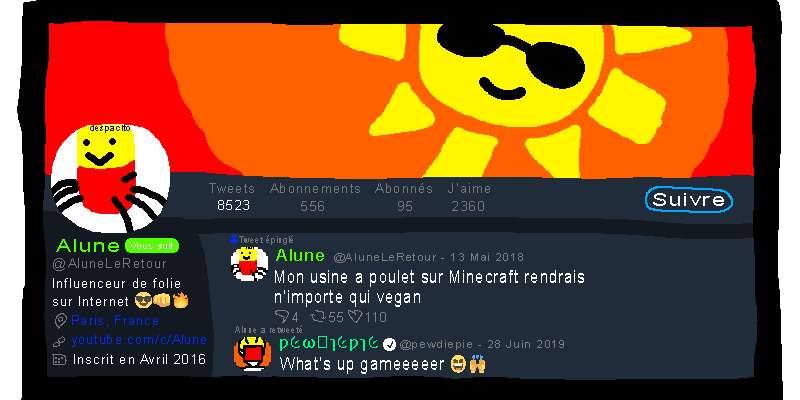 despacito
Tweets Abonnements Abonnés J'aime
8523 556 95 2360
Suivre
Alune Vous suit
@AluneLeRetour
Influenceur de folie
sur Internet 😎👊🔥
Paris, France
youtube.com/c/Alune
Inscrit en Avril 2016
Tweet épinglé
Alune @AluneLeRetour - 13 Mai 2018
Mon usine a poulet sur Minecraft rendrais
n'importe qui vegan
4 55 110
Alune a retweeté
@pewdiepie - 28 Juin 2019
What's up gameeeeer 😄🙌